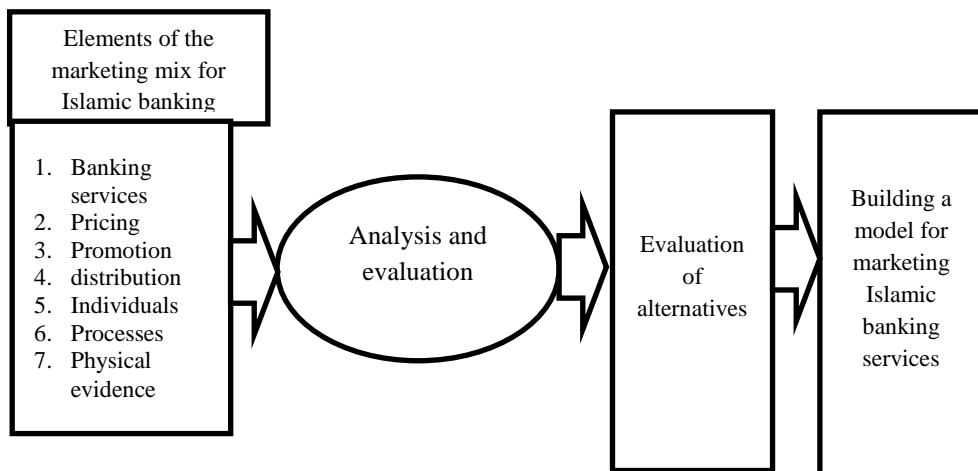 Elements of the
marketing mix for
Islamic banking
1. Banking
services
2. Pricing
3. Promotion
4. distribution
5. Individuals
6. Processes
7. Physical
evidence
Analysis and
evaluation
Evaluation
of
alternatives
Building a
model for
marketing
Islamic
banking
services